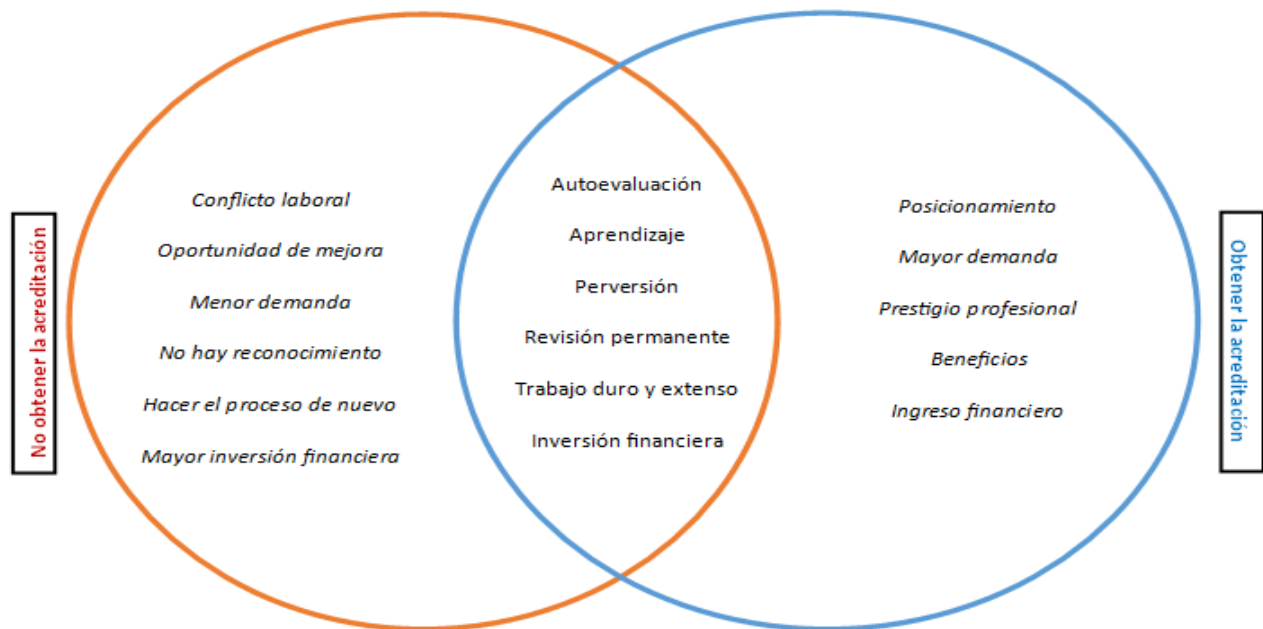 No obtener la acreditación
Conflicto laboral
Oportunidad de mejora
Menor demanda
No hay reconocimiento
Hacer el proceso de nuevo
Mayor inversión financiera
Autoevaluación
Aprendizaje
Perversión
Revisión permanente
Trabajo duro y extenso
Inversión financiera
Posicionamiento
Mayor demanda
Prestigio profesional
Beneficios
Ingreso financiero
Obtener la acreditación